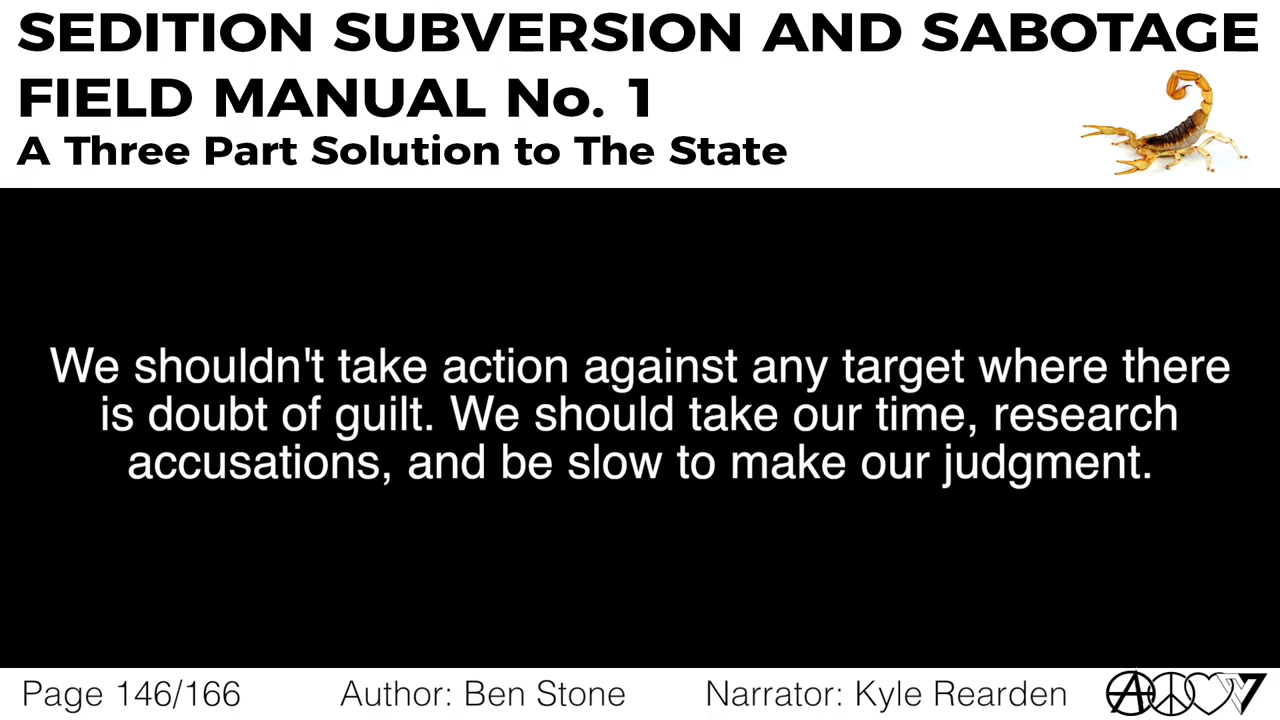 SEDITION SUBVERSION AND SABOTAGE
FIELD MANUAL No. 1
A Three Part Solution to The State
We shouldn't take action against any target where there
is doubt of guilt. We should take our time, research
accusations, and be slow to make our judgment.
Page 146/166 Author: Ben Stone Narrator: Kyle Rearden